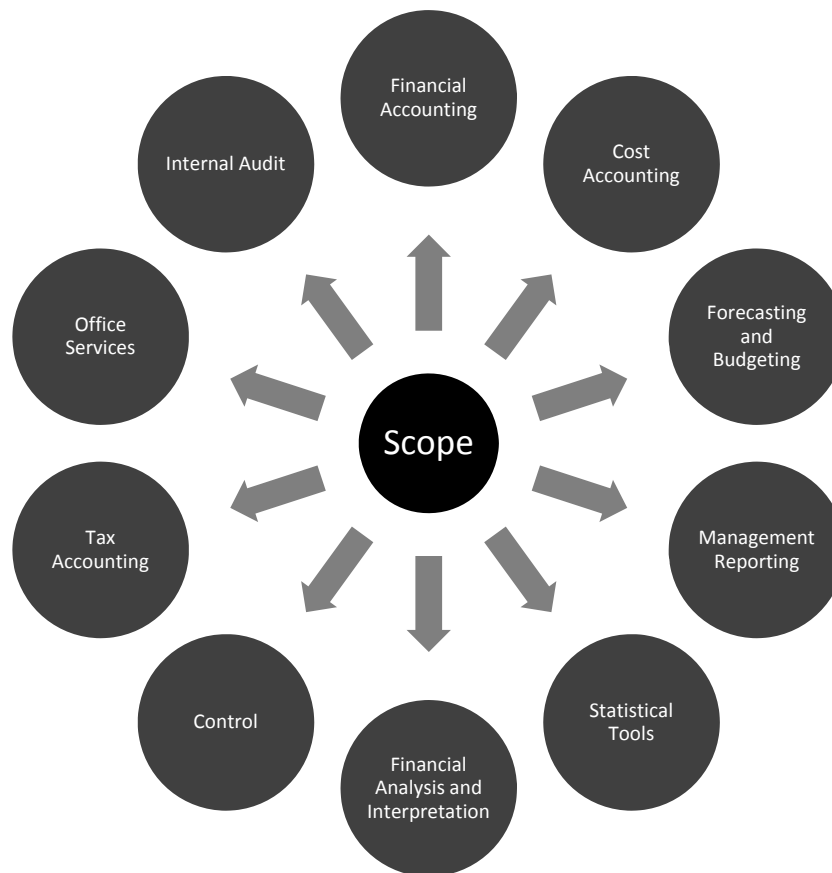 Financial
Accounting
Cost
Accounting
Forecasting
and
Budgeting
Management
Reporting
Statistical
Tools
Financial
Analysis and
Interpretation
Control
Tax
Accounting
Office
Services
Internal Audit
Scope